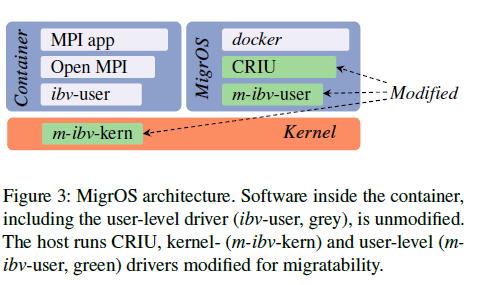 Container
MPI app
Open MPI
ibv-user
MigrOS
docker
CRIU
m-ibv-user
Modified
m-ibv-kern
Kernel
Figure 3: MigrOS architecture. Software inside the container,
including the user-level driver (ibv-user, grey), is unmodified.
The host runs CRIU, kernel- (m-ibv-kern) and user-level (m-
ibv-user, green) drivers modified for migratability.